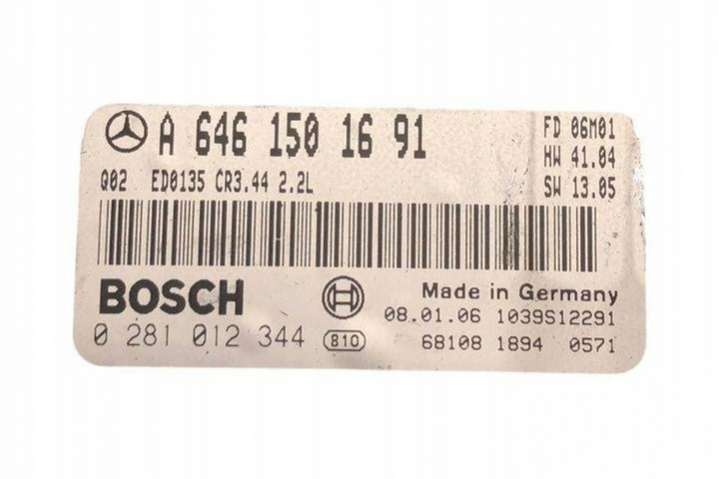 A 646 150 16 91 FD 06M01
HW 41.04
Q02 ED0135 CR3.44 2.2L SW 13.05
BOSCH Made in Germany
08.01.06 1039S12291
0 281 012 344 810 68108 1894 0571